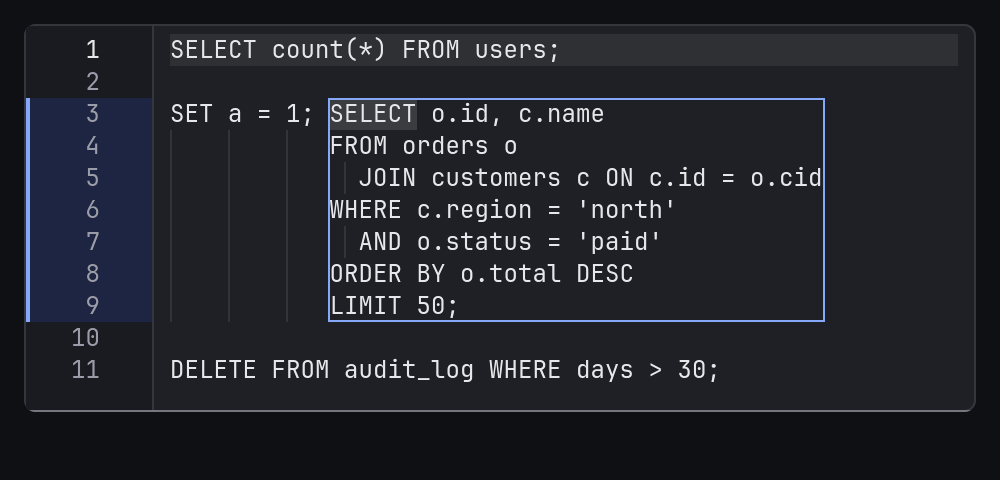 1 SELECT count(*) FROM users;
2
3 SET a = 1; SELECT o.id, c.name
4 FROM orders o
5 JOIN customers c ON c.id = o.cid
6 WHERE c.region = 'north'
7 AND o.status = 'paid'
8 ORDER BY o.total DESC
9 LIMIT 50;
10
11 DELETE FROM audit_log WHERE days > 30;